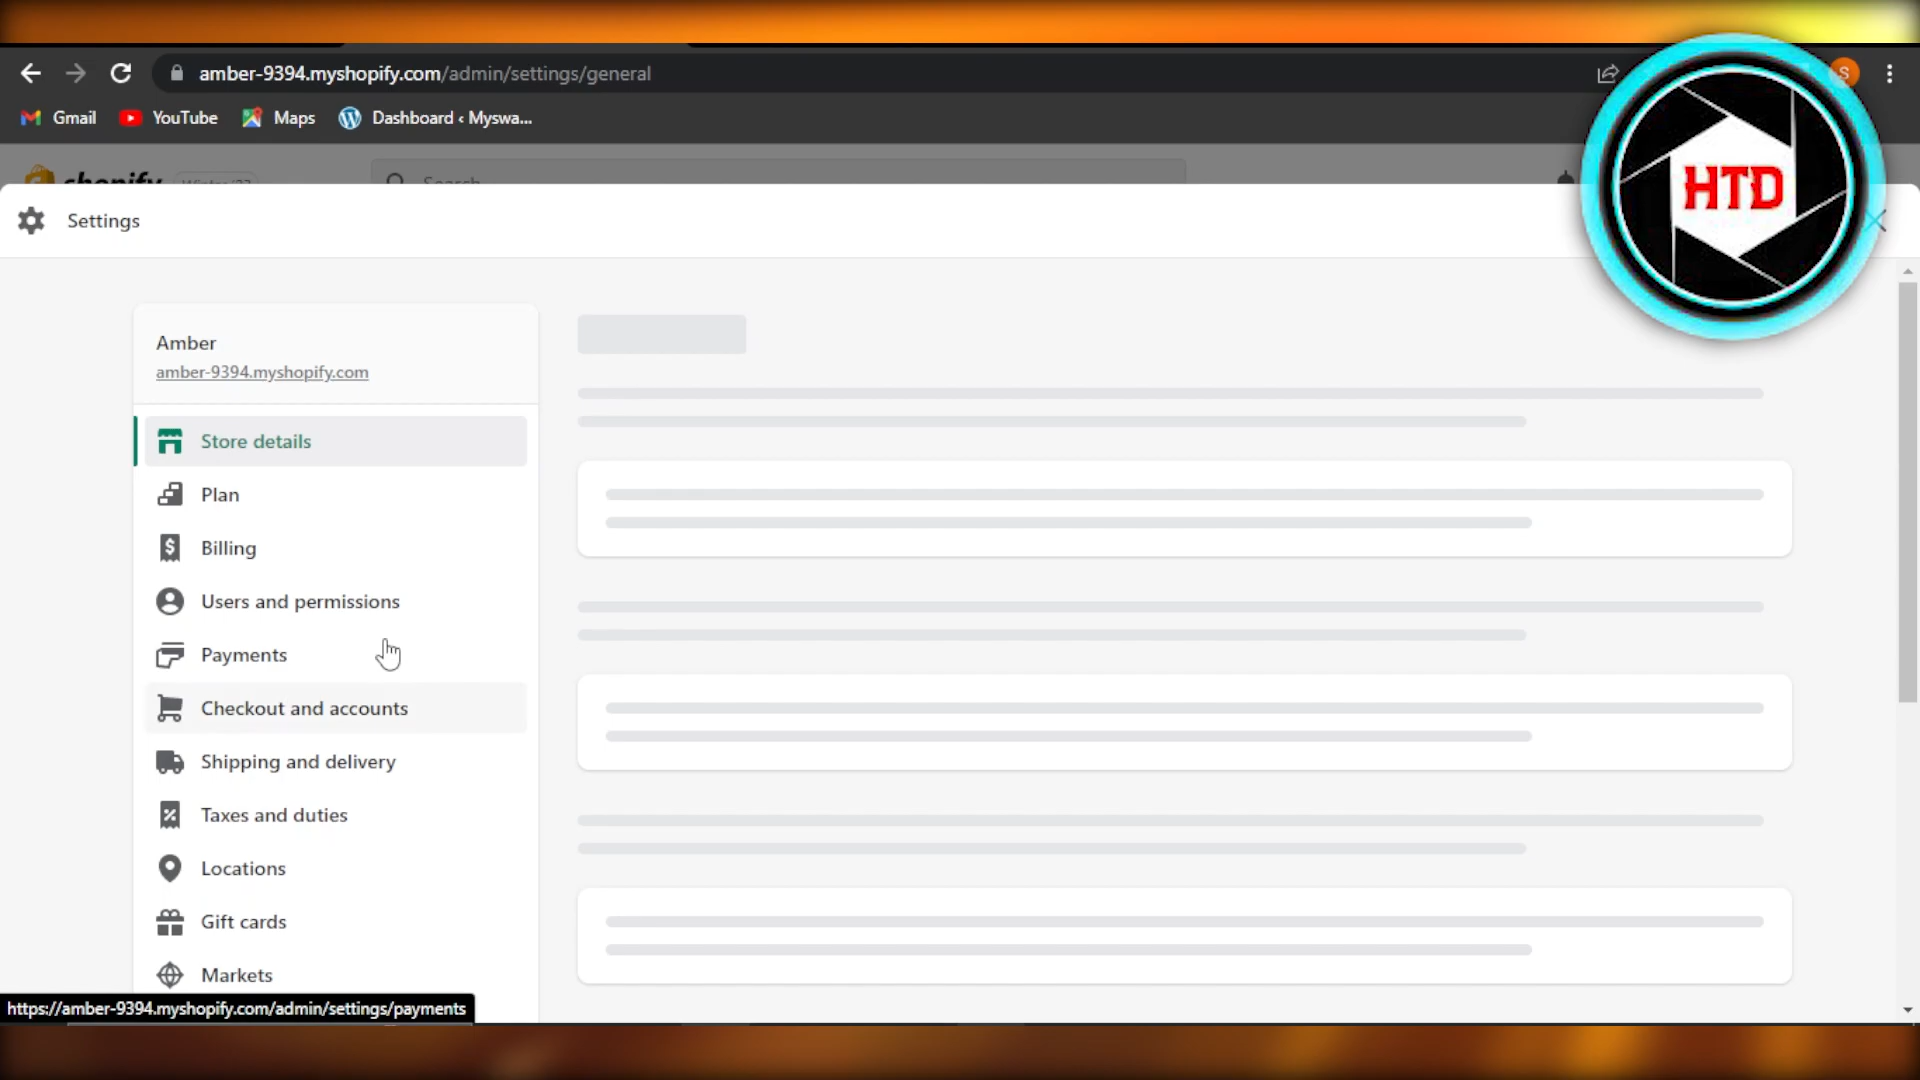 amber-9394.myshopify.com/admin/settings/general
S
Gmail
YouTube
Maps
Dashboard ‹ Myswa...
shopify
Search
HTD
Settings
Amber
amber-9394.myshopify.com
Store details
Plan
Billing
Users and permissions
Payments
Checkout and accounts
Shipping and delivery
Taxes and duties
Locations
Gift cards
Markets
https://amber-9394.myshopify.com/admin/settings/payments